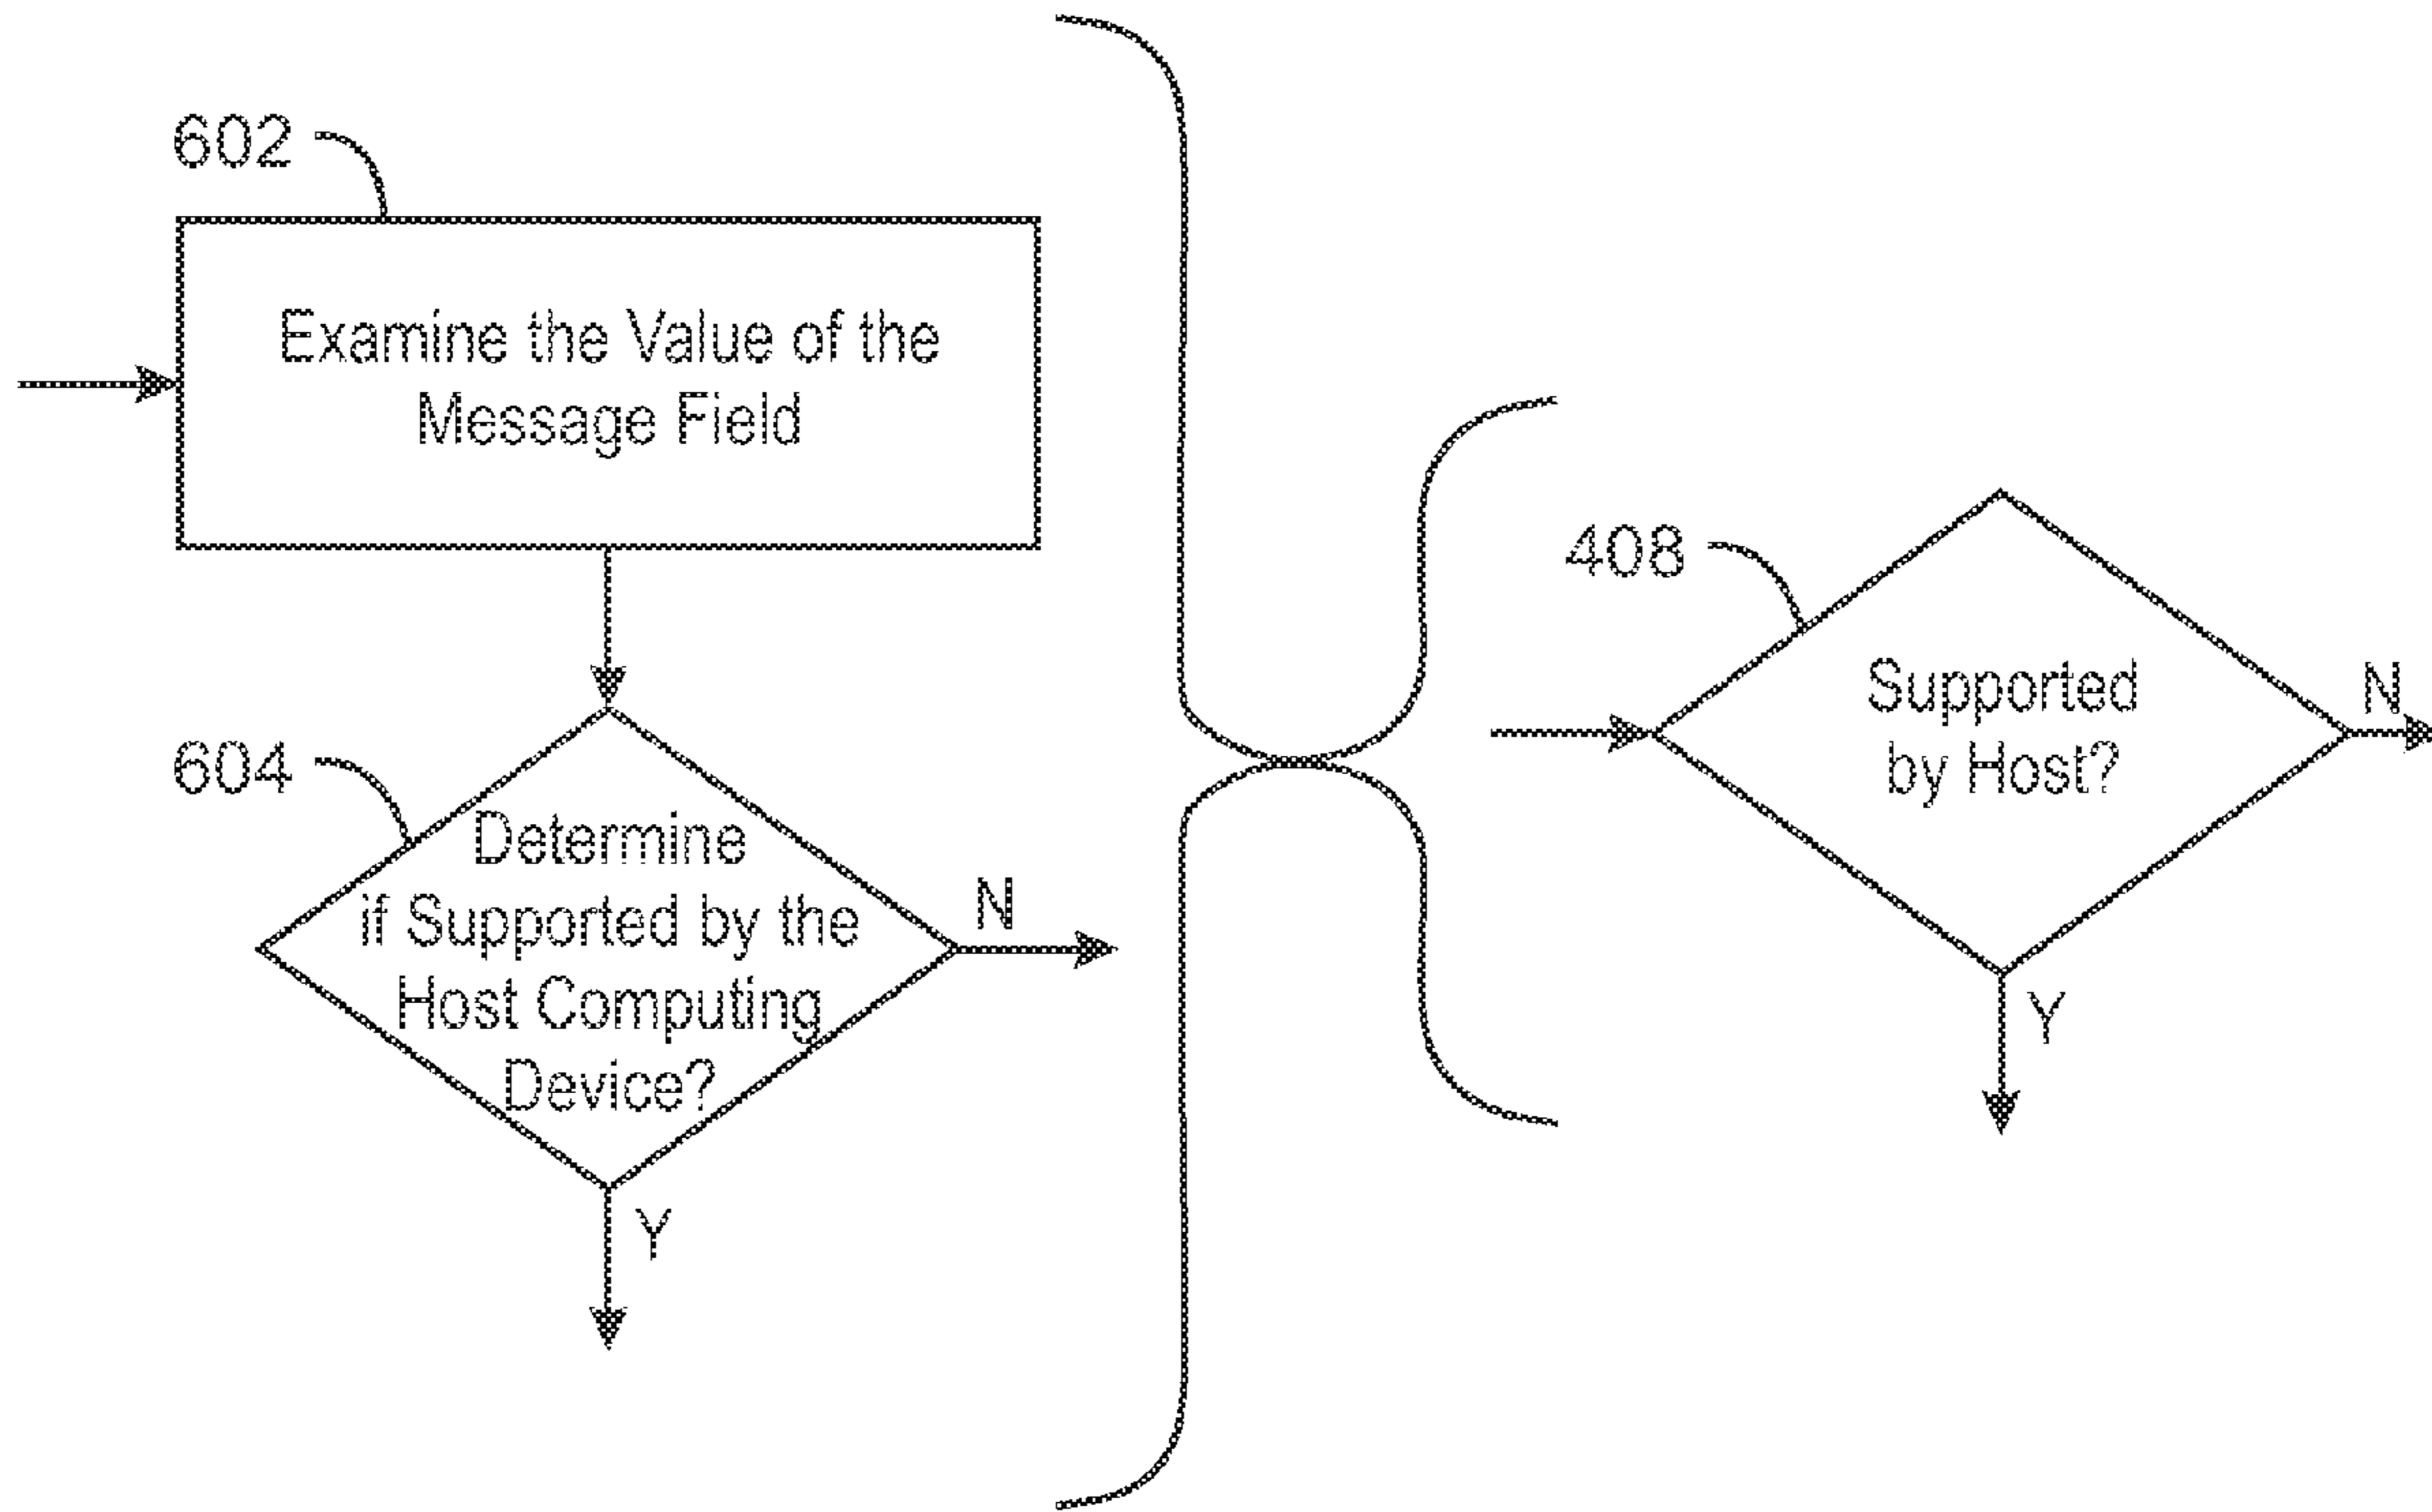 602
Examine the Value of the
Message Field
604
Determine
if Supported by the
Host Computing
Device?
N
Y
408
Supported
by Host?
N
Y